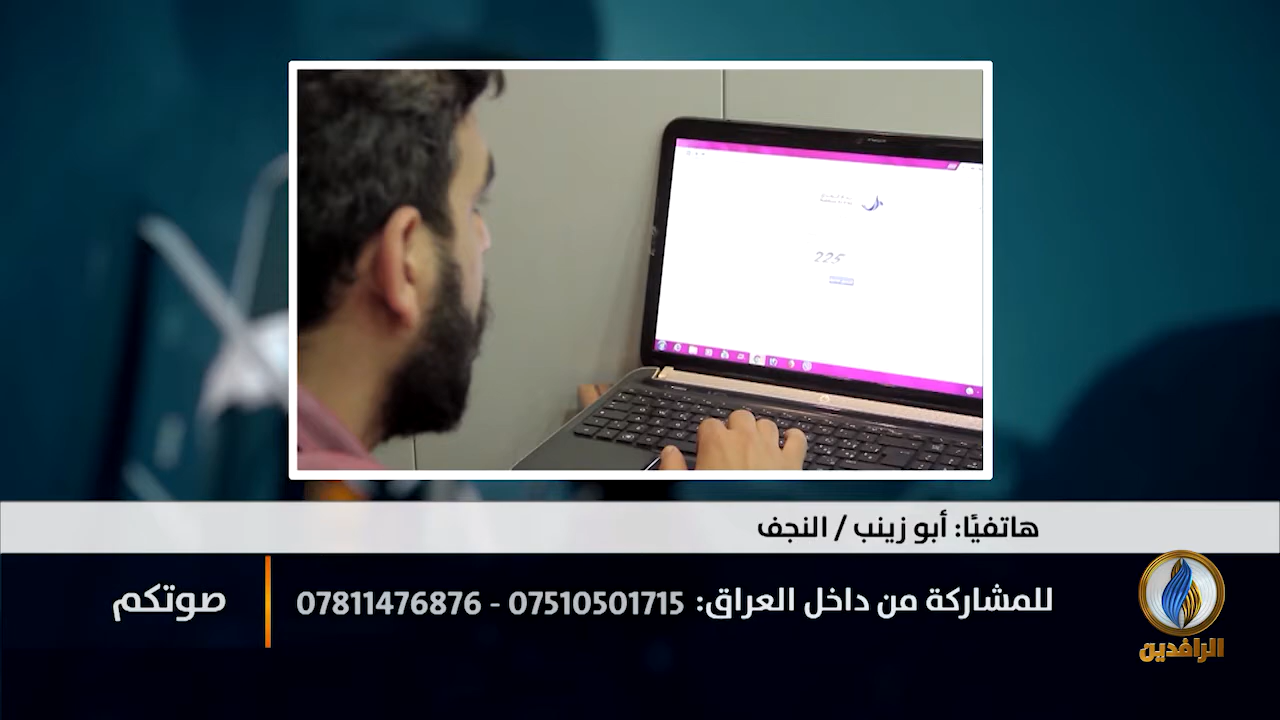 225
هاتفيًا: أبو زينب / النجف
للمشاركة من داخل العراق: 07510501715 - 07811476876
صوتكم
الرافدين